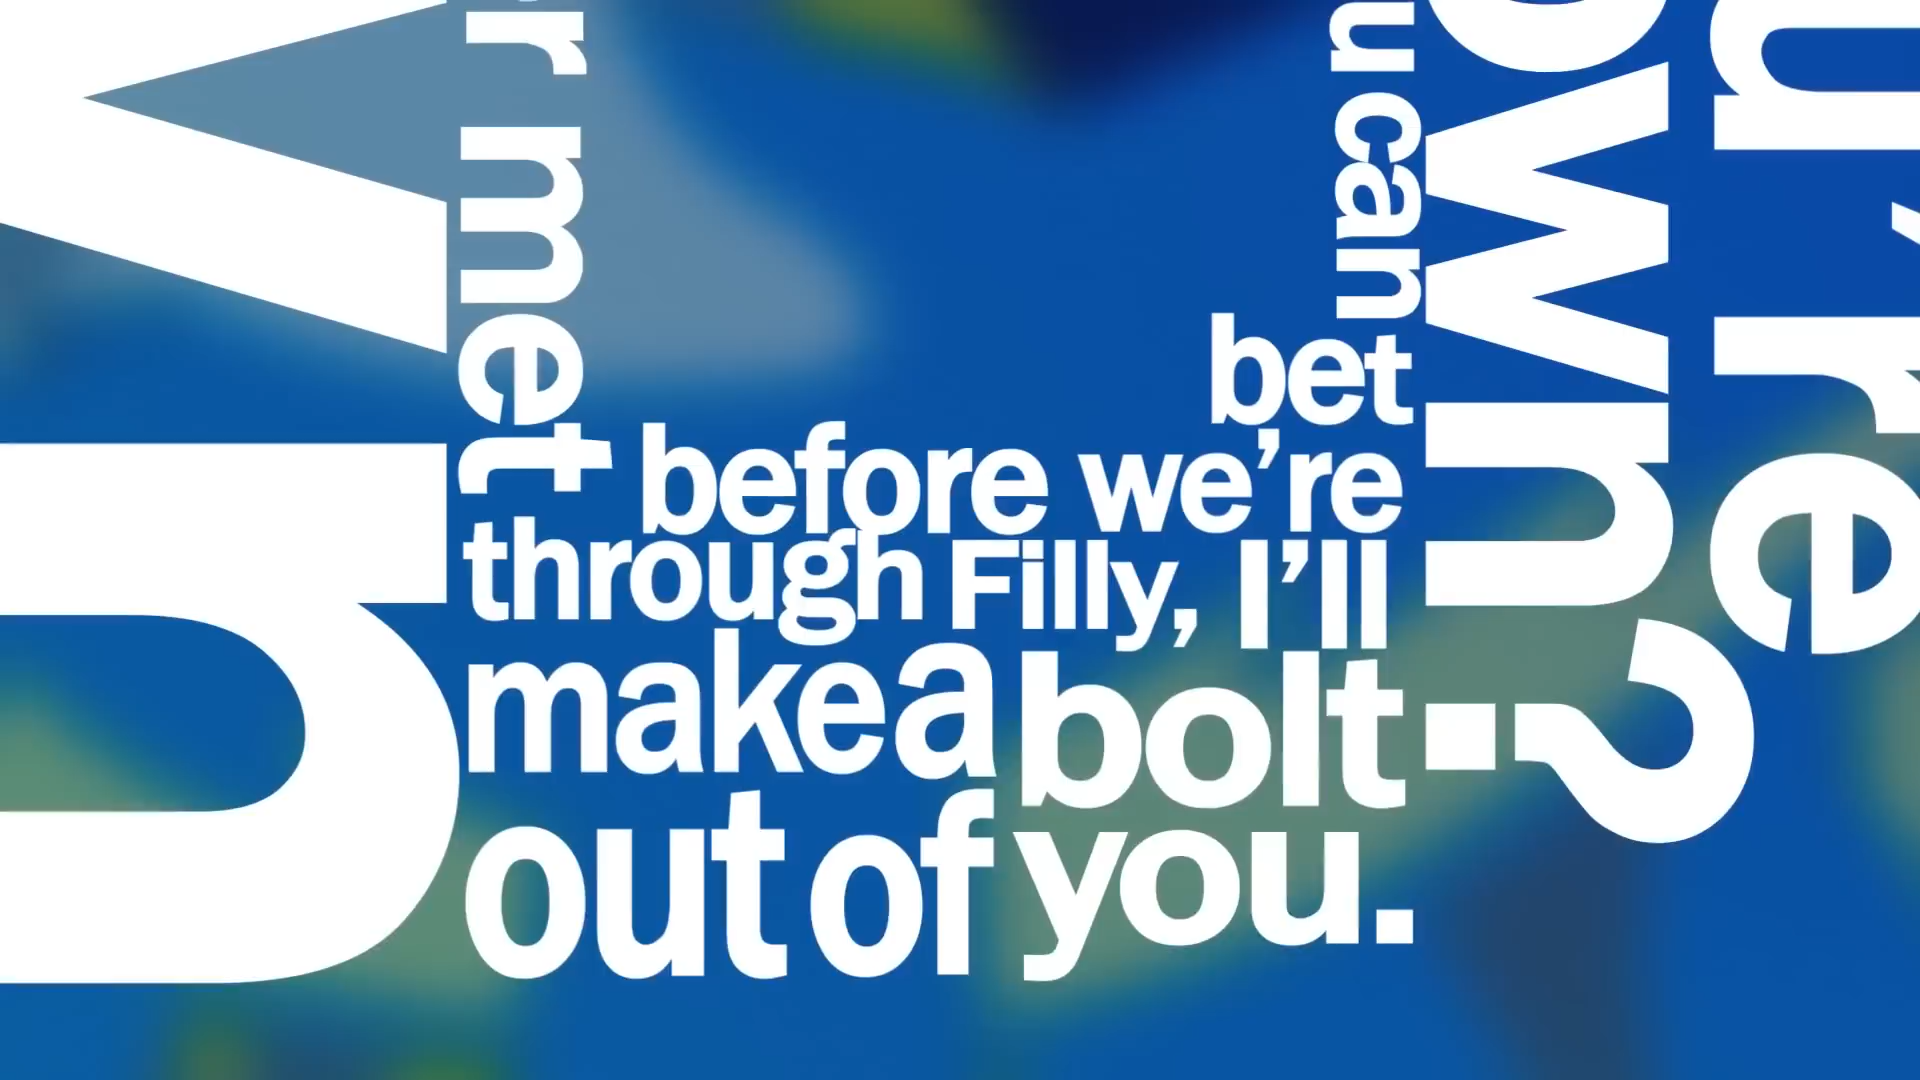 met
u can
bet
before we’re
through Filly, I’ll
make a bolt
out of you.
own?
u’re